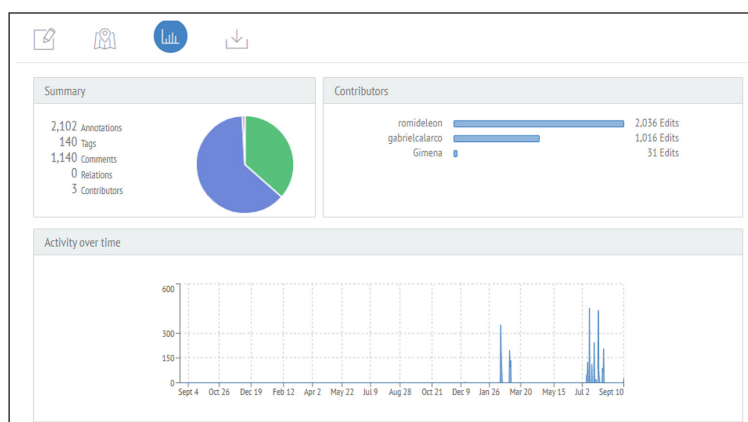 Summary
2,102 Annotations
140 Tags
1,140 Comments
0 Relations
3 Contributors
Contributors
romideleon 2,036 Edits
gabrielcalarco 1,016 Edits
Gimena 31 Edits
Activity over time
600
300
150
0
Sept 4 Oct 26 Dec 19 Feb 12 Apr 2 May 22 Jul 9 Aug 28 Oct 21 Dec 9 Jan 26 Mar 20 May 15 Jul 2 Sept 10